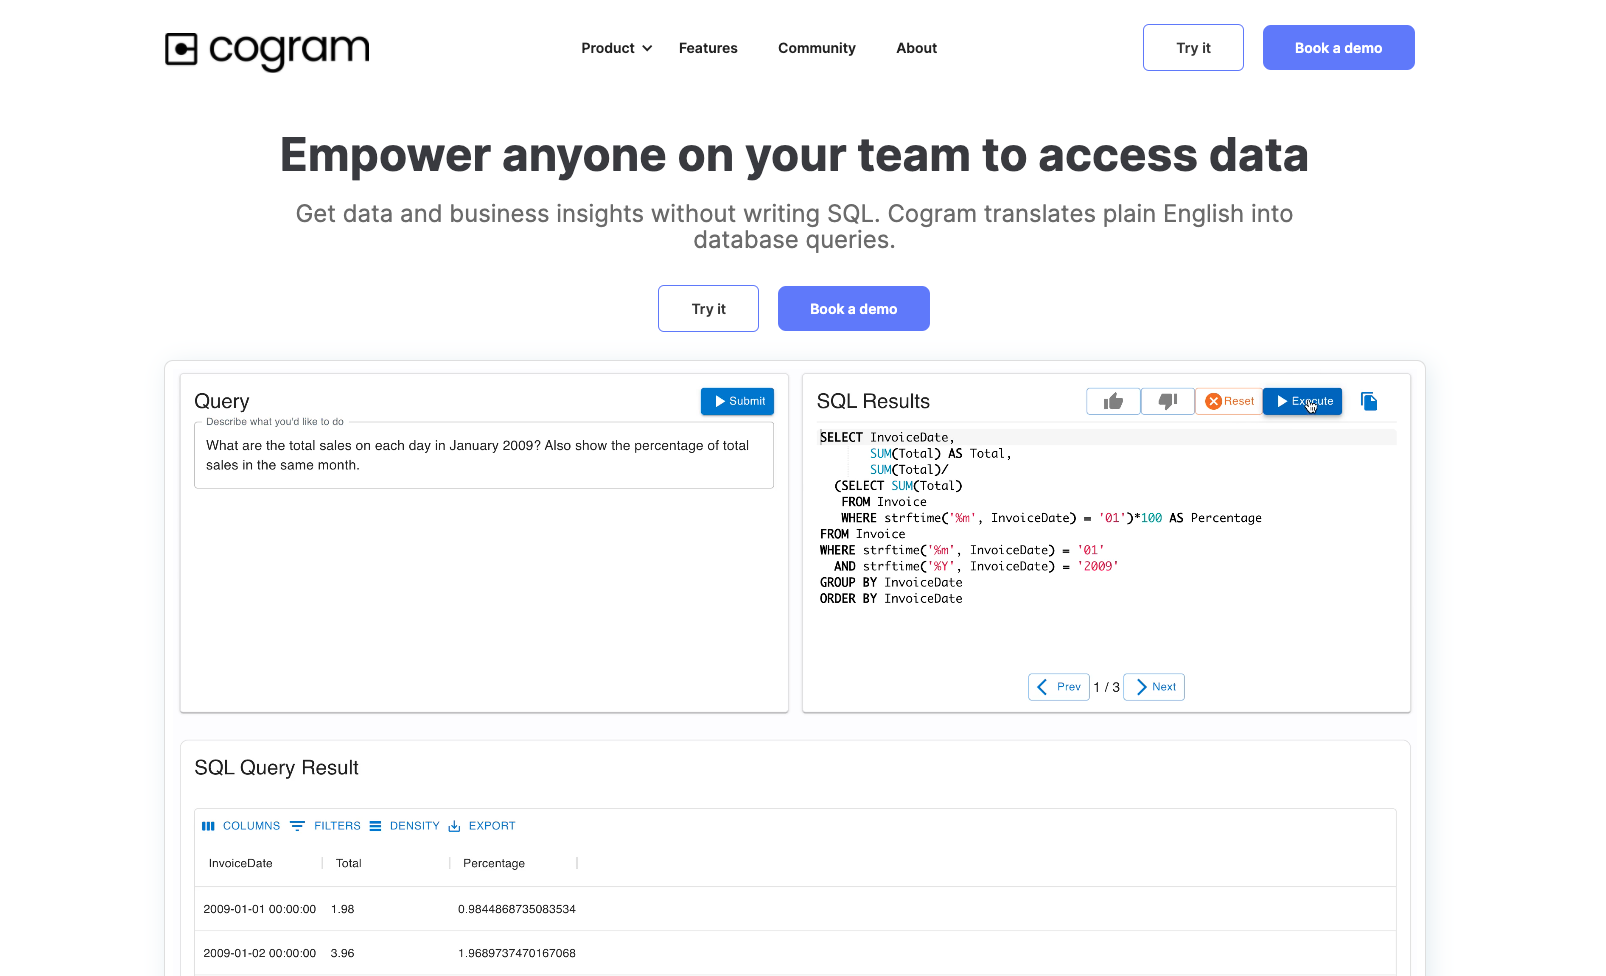 cogram
Product
Features
Community
About
Try it
Book a demo
Empower anyone on your team to access data
Get data and business insights without writing SQL. Cogram translates plain English into
database queries.
Try it
Book a demo
Query
Submit
Describe what you'd like to do
What are the total sales on each day in January 2009? Also show the percentage of total
sales in the same month.
SQL Results
Reset
Execute
SELECT InvoiceDate,
SUM(Total) AS Total,
SUM(Total)/
(SELECT SUM(Total)
FROM Invoice
WHERE strftime('%m', InvoiceDate) = '01')*100 AS Percentage
FROM Invoice
WHERE strftime('%m', InvoiceDate) = '01'
AND strftime('%Y', InvoiceDate) = '2009'
GROUP BY InvoiceDate
ORDER BY InvoiceDate
Prev
1 / 3
Next
SQL Query Result
COLUMNS
FILTERS
DENSITY
EXPORT
InvoiceDate
Total
Percentage
2009-01-01 00:00:00
1.98
0.9844868735083534
2009-01-02 00:00:00
3.96
1.9689737470167068